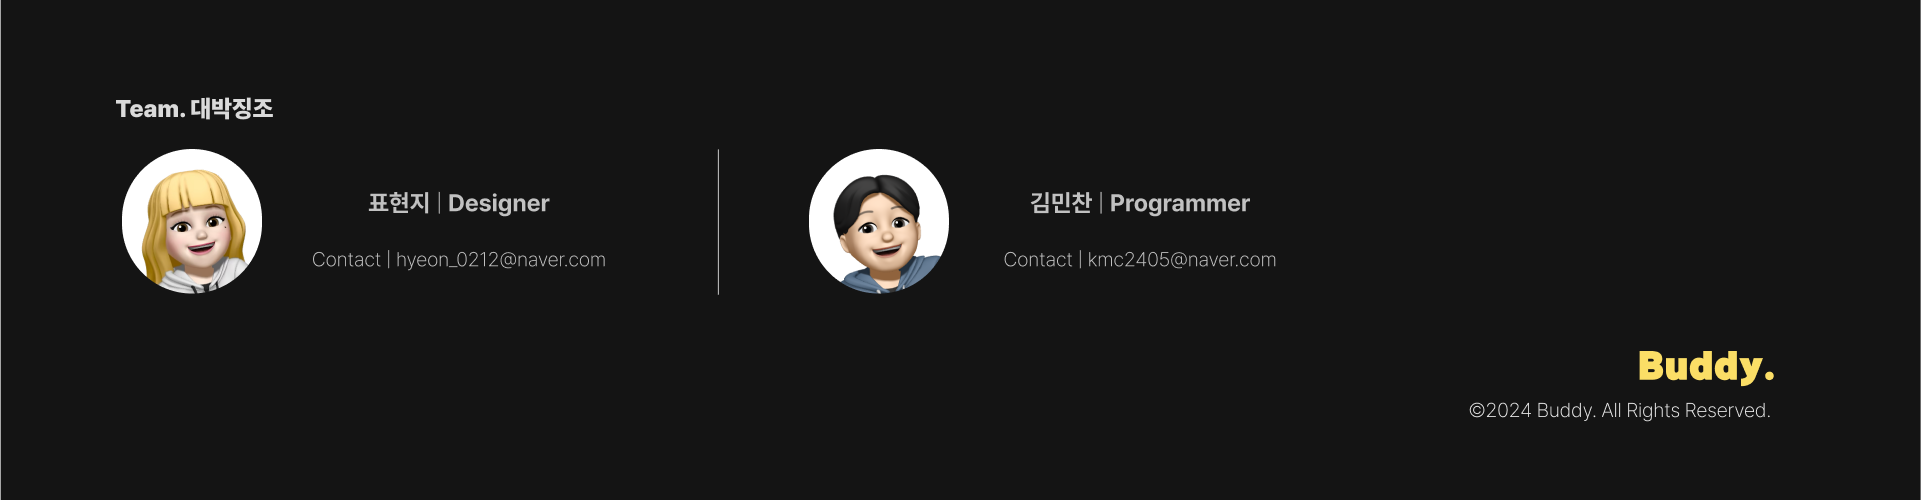 Team. 대박징조
표현지 | Designer
Contact | hyeon_0212@naver.com
김민찬 | Programmer
Contact | kmc2405@naver.com
Buddy.
©2024 Buddy. All Rights Reserved.